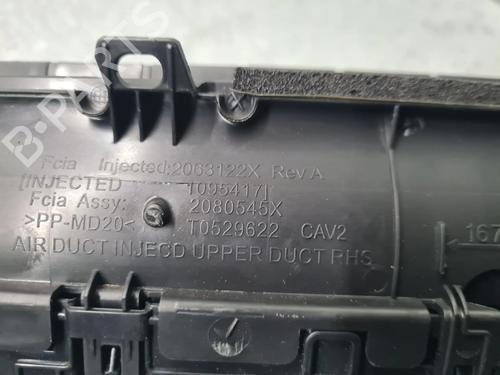 Fcia Injected:2063122X Rev A
[INJECTED T095417]
Fcia Assy: 2080545X
>PP-MD20< T0529622 CAV2
AIR DUCT INJECD UPPER DUCT RHS
167
B-PARTS